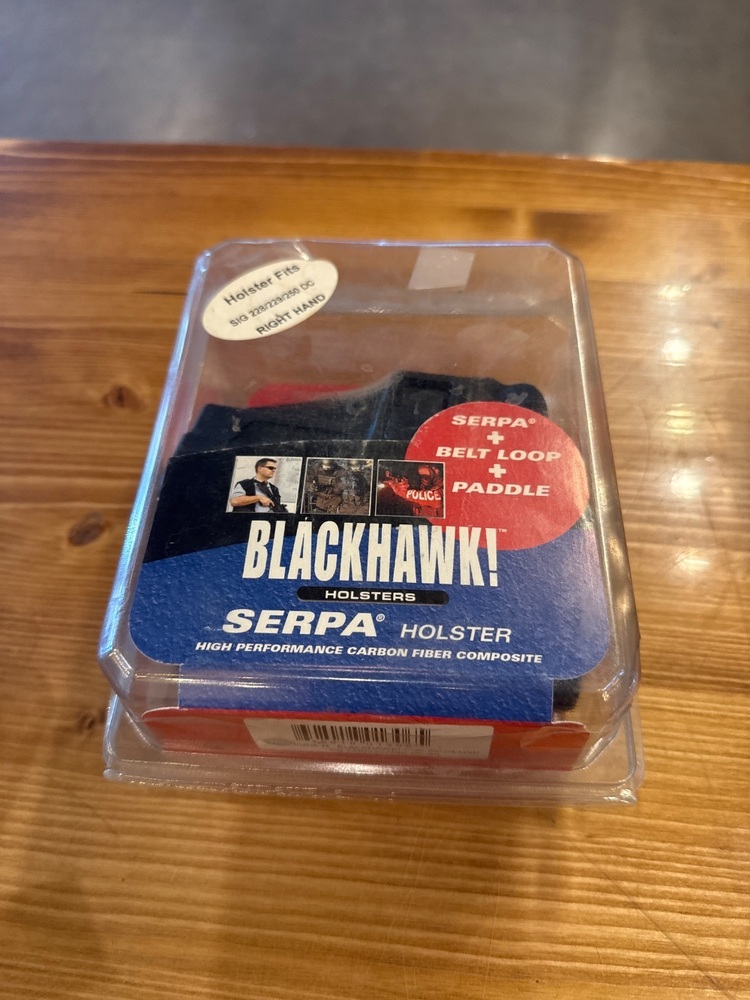 Holster Fits
SIG 228/229/250 DC
RIGHT HAND
SERPA®
+
BELT LOOP
+
PADDLE
POLICE
BLACKHAWK!™
HOLSTERS
SERPA® HOLSTER
HIGH PERFORMANCE CARBON FIBER COMPOSITE